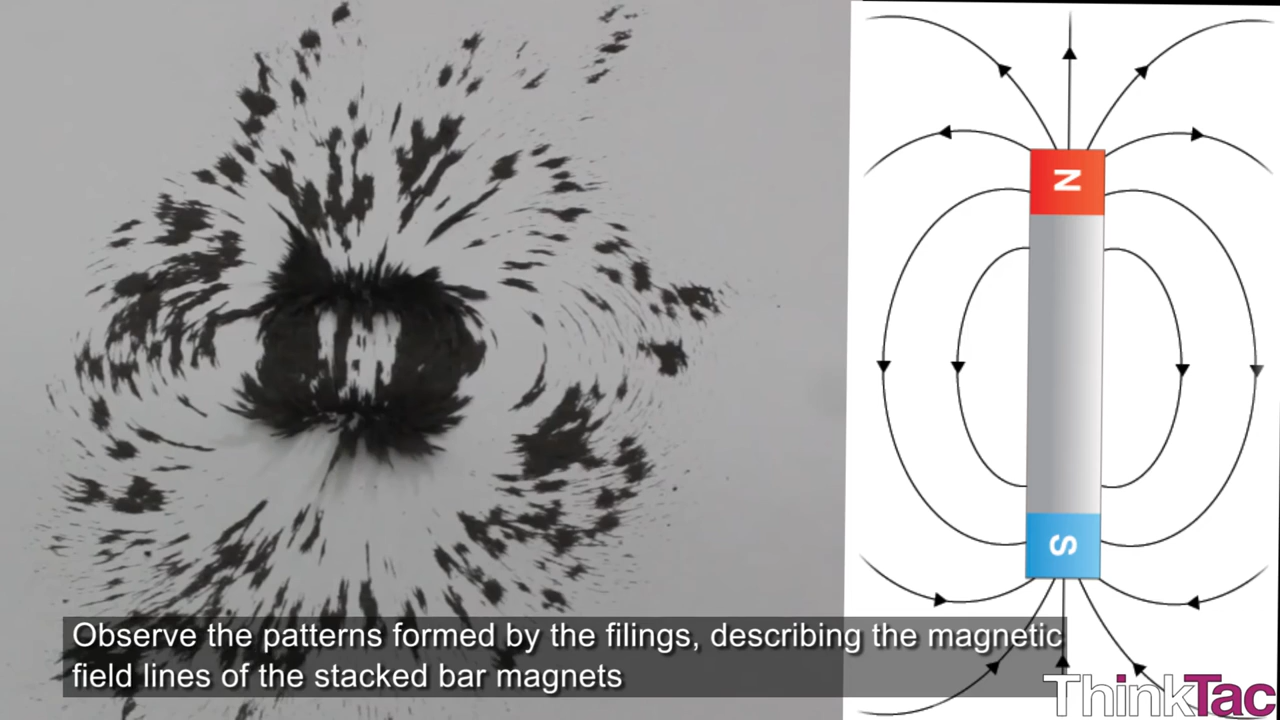 N
S
Observe the patterns formed by the filings, describing the magnetic
field lines of the stacked bar magnets
ThinkTac